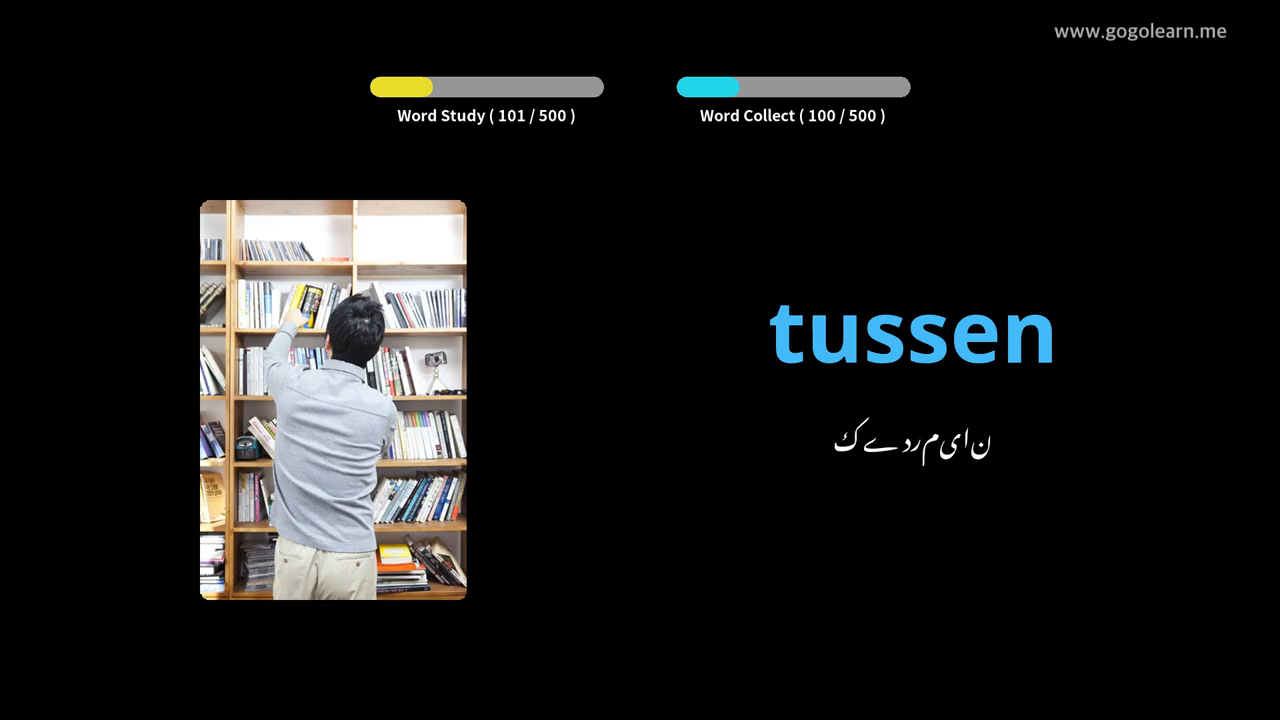 www.gogolearn.me
Word Study ( 101 / 500 )
Word Collect ( 100 / 500 )
tussen
کے درمیان